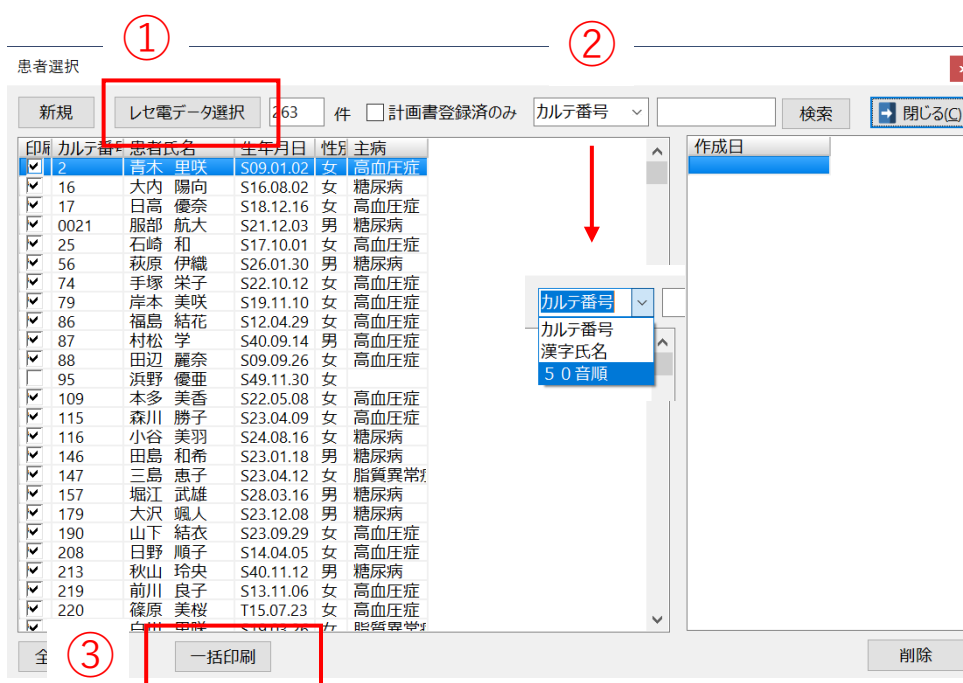 ①
②
患者選択
新規 レセ電データ選択 263 件 計画書登録済のみ カルテ番号 検索 閉じる(C)
カルテ番 患者氏名 生年月日 性別 主病 作成日
2 青木 里咲 S09.01.02 女 高血圧症
16 大内 陽向 S16.08.02 女 糖尿病
17 日高 優奈 S18.12.16 女 高血圧症
0021 服部 航大 S21.12.03 男 糖尿病
25 石崎 和 S17.10.01 女 高血圧症
56 萩原 伊織 S26.01.30 男 糖尿病
74 手塚 栄子 S22.10.12 女 高血圧症
79 岸本 美咲 S19.11.10 女 高血圧症
86 福島 結花 S12.04.29 女 高血圧症
87 村松 学 S40.09.14 男 高血圧症
88 田辺 麗奈 S09.09.26 女 高血圧症
95 浜野 優亜 S49.11.30 女
109 本多 美香 S22.05.08 女 高血圧症
115 森川 勝子 S23.04.09 女 高血圧症
116 小谷 美羽 S24.08.16 女 糖尿病
146 田島 和希 S23.01.18 男 糖尿病
147 三島 恵子 S23.04.12 女 脂質異常
157 堀江 武雄 S28.03.16 男 糖尿病
179 大沢 颯人 S23.12.08 男 糖尿病
190 山下 結衣 S23.09.29 女 高血圧症
208 日野 順子 S14.04.05 女 高血圧症
213 秋山 玲央 S40.11.12 男 糖尿病
219 前川 良子 S13.11.06 女 高血圧症
220 篠原 美桜 T15.07.23 女 高血圧症
カルテ番号
カルテ番号
漢字氏名
５０音順
全 ③ 一括印刷 削除